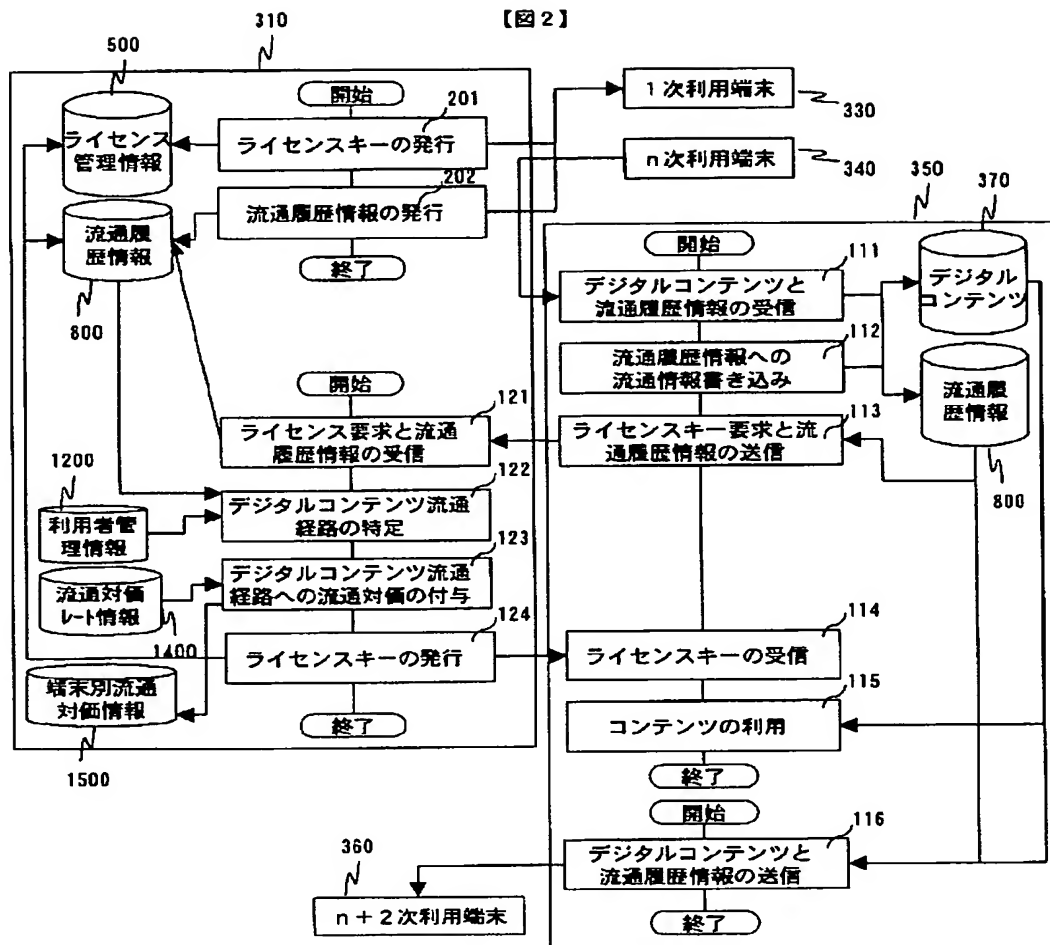 【図2】
310
500
開始
201
ライセンスキーの発行
ライセンス
管理情報
202
流通履歴情報の発行
流通履
歴情報
終了
800
1次利用端末
330
n次利用端末
340
350
370
開始
111
デジタルコンテンツと
流通履歴情報の受信
デジタル
コンテンツ
112
流通履歴情報への
流通情報書き込み
流通履
歴情報
800
開始
121
ライセンス要求と流通
履歴情報の受信
113
ライセンスキー要求と流
通履歴情報の送信
1200
利用者管
理情報
122
デジタルコンテンツ流通
経路の特定
123
デジタルコンテンツ流通
経路への流通対価の付与
流通対価
レート情報
1400
124
ライセンスキーの発行
114
ライセンスキーの受信
端末別流通
対価情報
1500
終了
115
コンテンツの利用
終了
開始
116
デジタルコンテンツと
流通履歴情報の送信
360
n+2次利用端末
終了